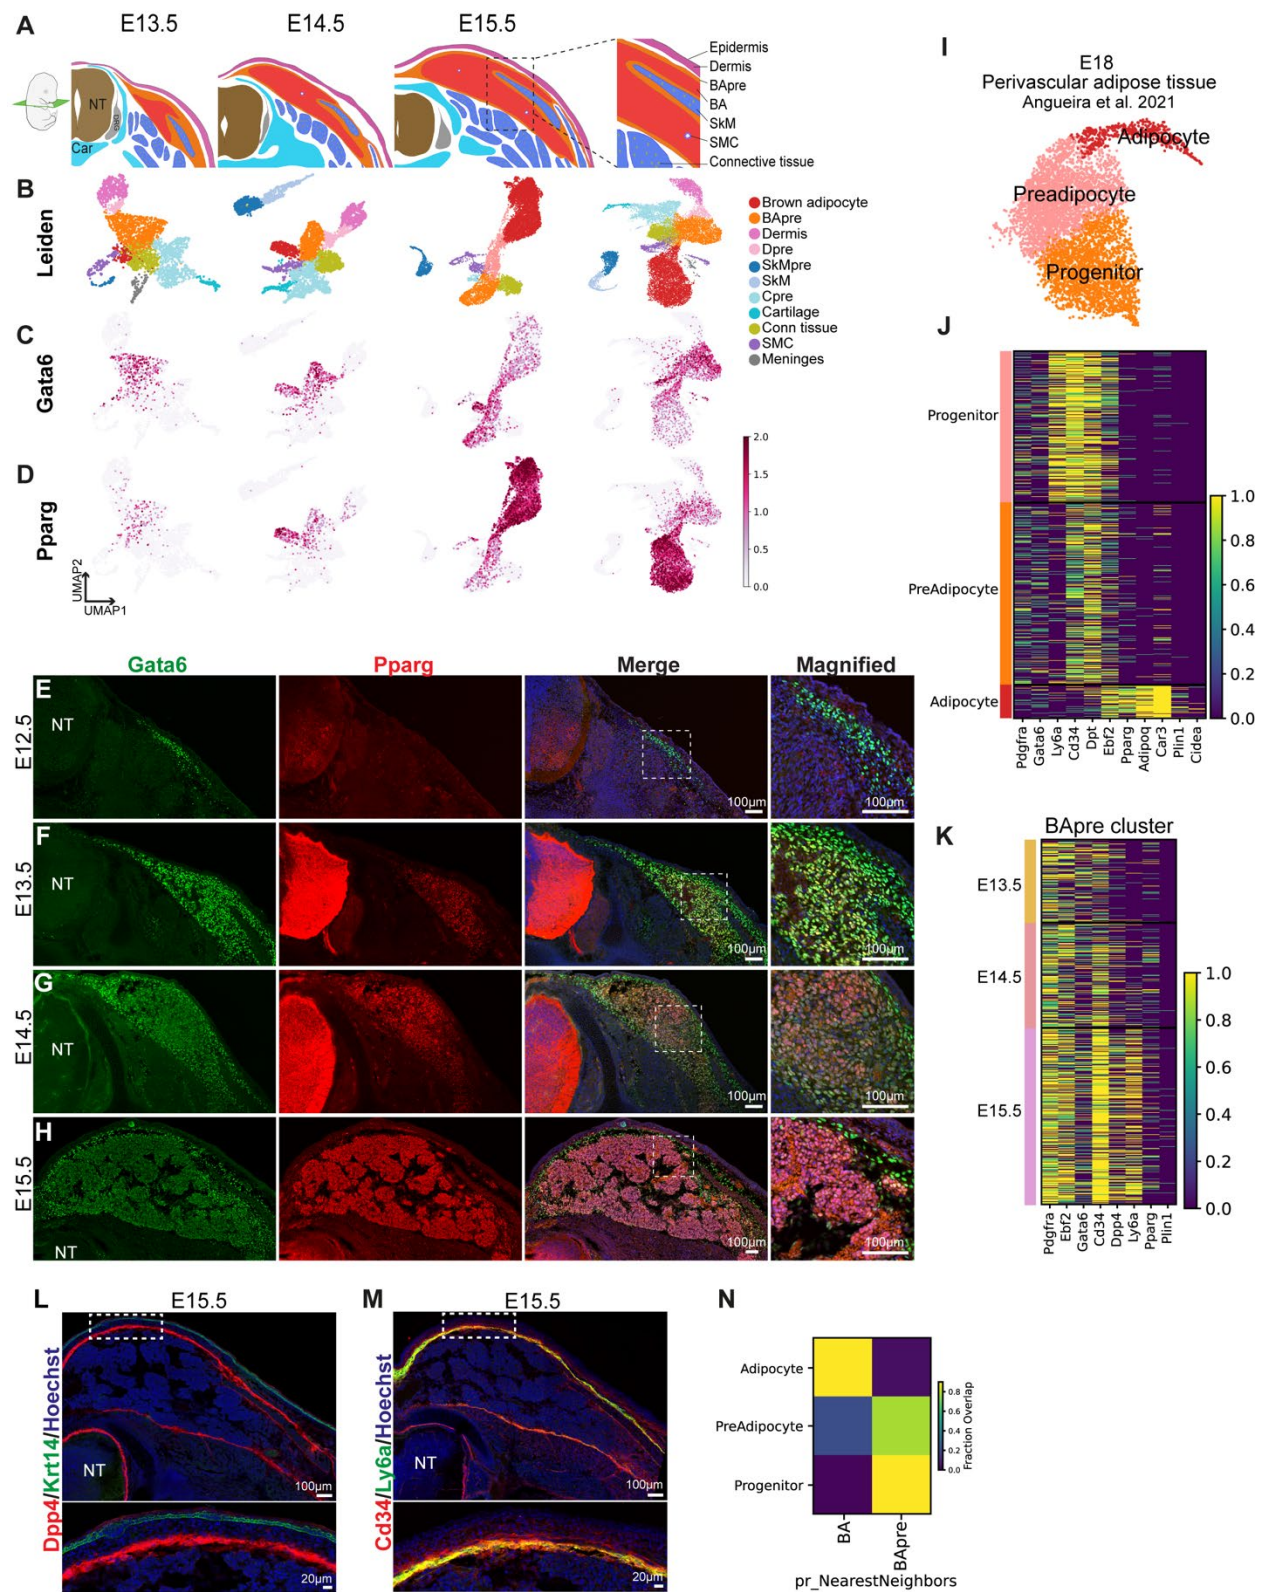 A
E13.5
E14.5
E15.5
NT
DRG
Car
Epidermis
Dermis
BApre
BA
SkM
SMC
Connective tissue
B
Leiden
Brown adipocyte
BApre
Dermis
Dpre
SkMpre
SkM
Cpre
Cartilage
Conn tissue
SMC
Meninges
C
Gata6
D
Pparg
2.0
1.5
1.0
0.5
0.0
UMAP2
UMAP1
Gata6
Pparg
Merge
Magnified
E
E12.5
NT
100µm
100µm
F
E13.5
NT
100µm
100µm
G
E14.5
NT
100µm
100µm
H
E15.5
NT
100µm
100µm
I
E18
Perivascular adipose tissue
Angueira et al. 2021
Adipocyte
Preadipocyte
Progenitor
J
Progenitor
PreAdipocyte
Adipocyte
Pdgfra
Gata6
Ly6a
Cd34
Dpt
Ebf2
Pparg
Adipoq
Car3
Plin1
Cidea
1.0
0.8
0.6
0.4
0.2
0.0
K
BApre cluster
E13.5
E14.5
E15.5
Pdgfra
Ebf2
Gata6
Cd34
Dpp4
Ly6a
Pparg
Plin1
1.0
0.8
0.6
0.4
0.2
0.0
L
E15.5
Dpp4/Krt14/Hoechst
NT
100µm
20µm
M
E15.5
Cd34/Ly6a/Hoechst
NT
100µm
20µm
N
Adipocyte
PreAdipocyte
Progenitor
BA
BApre
pr_NearestNeighbors
0.8
0.6
0.4
0.2
0.0
Fraction Overlap